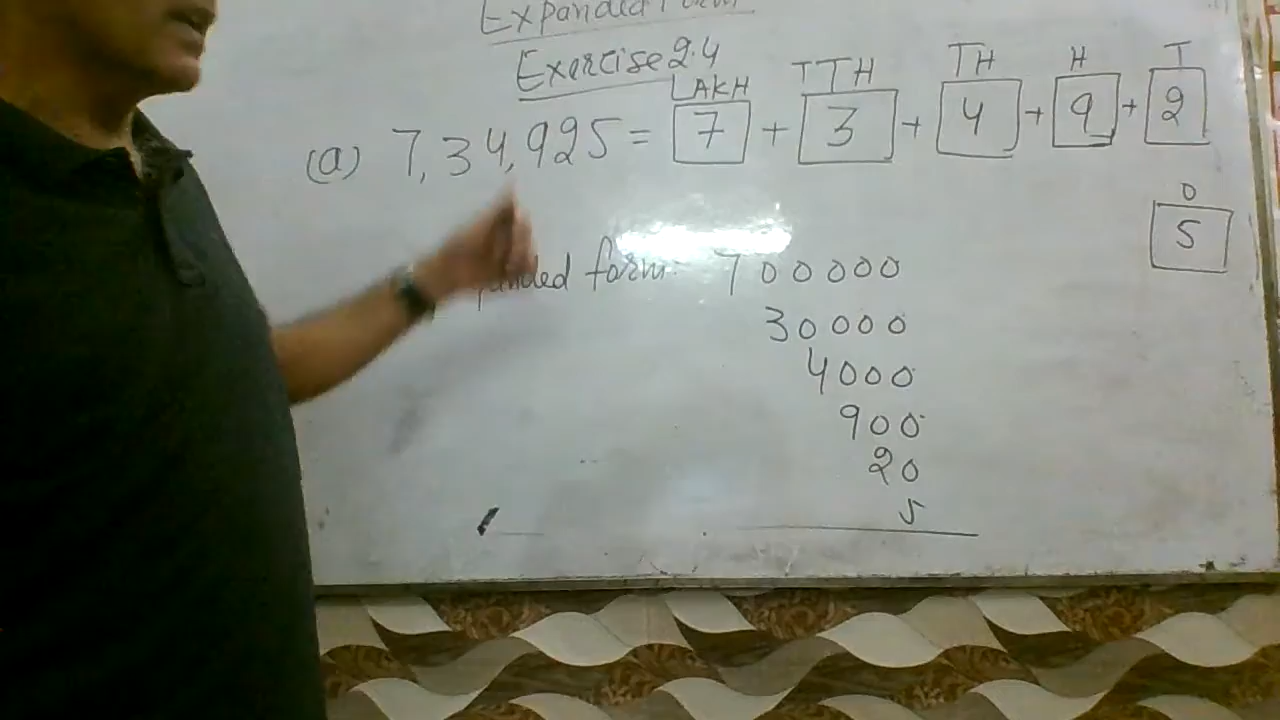 Expanded Form
Exercise 2.4
LAKH TTH TH H T
(a) 7,34,925 = 7 + 3 + 4 + 9 + 2
O
5
form: 700000
30000
4000
900
20
5